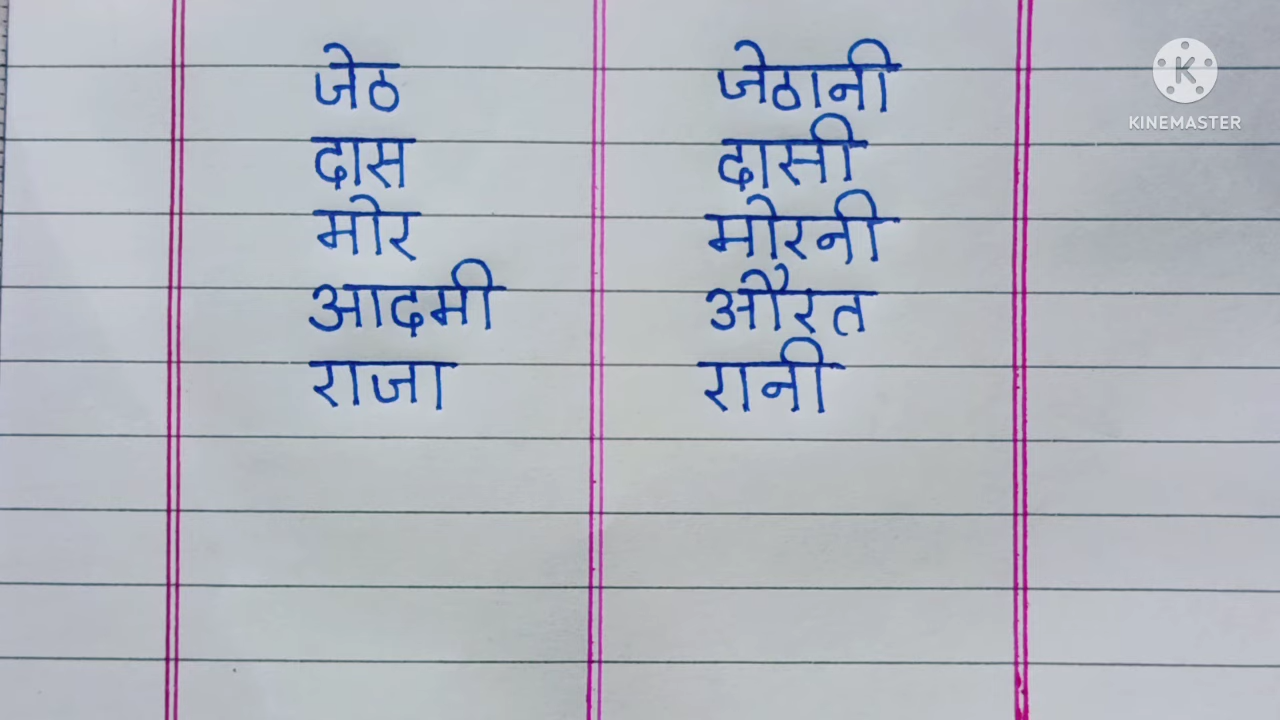 जेठ जेठानी
दास दासी
मोर मोरनी
आदमी औरत
राजा रानी
KINEMASTER